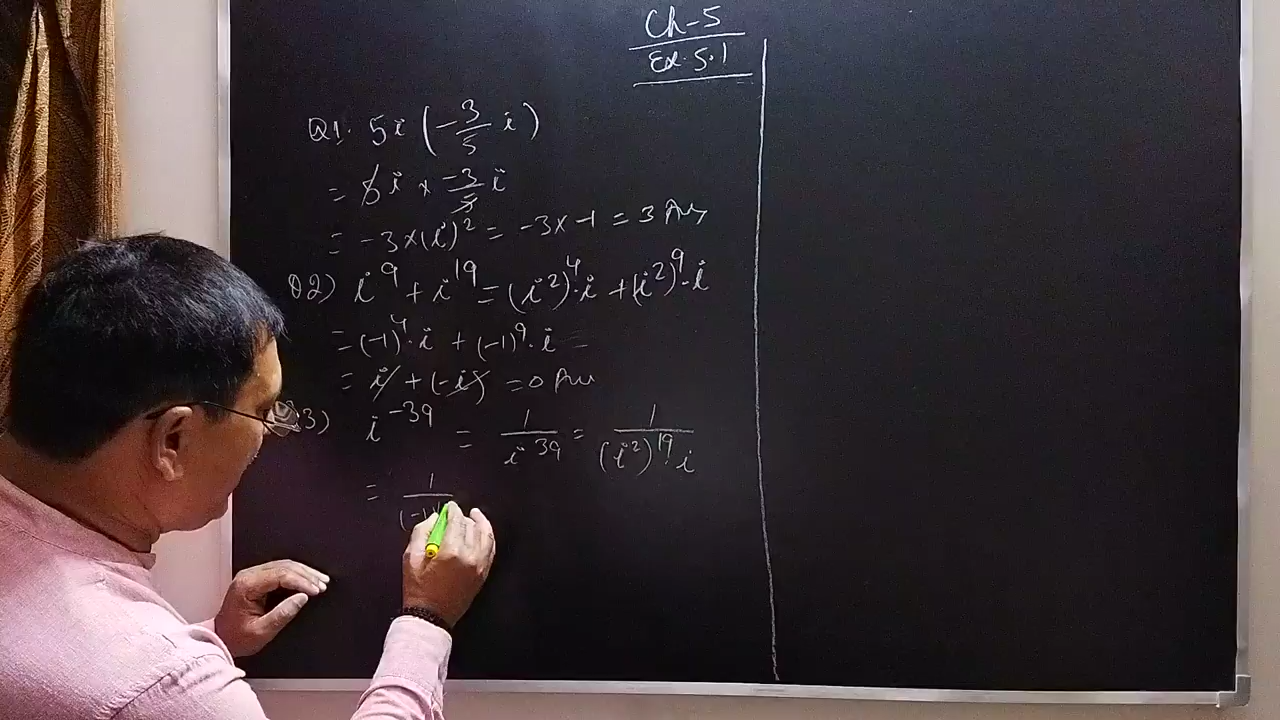 Ch-5
Ex. 5.1
Q1. 5i (-3/5 i)
= 5i × -3/5 i
= -3×(i)² = -3×-1 = 3 Ans
Q2) i⁹ + i¹⁹ = (i²)⁴·i + (i²)⁹·i
= (-1)⁴·i + (-1)⁹·i =
= i + (-i) = 0 Ans
3) i⁻³⁹ = 1/i³⁹ = 1/(i²)¹⁹·i
= 1/(-1)